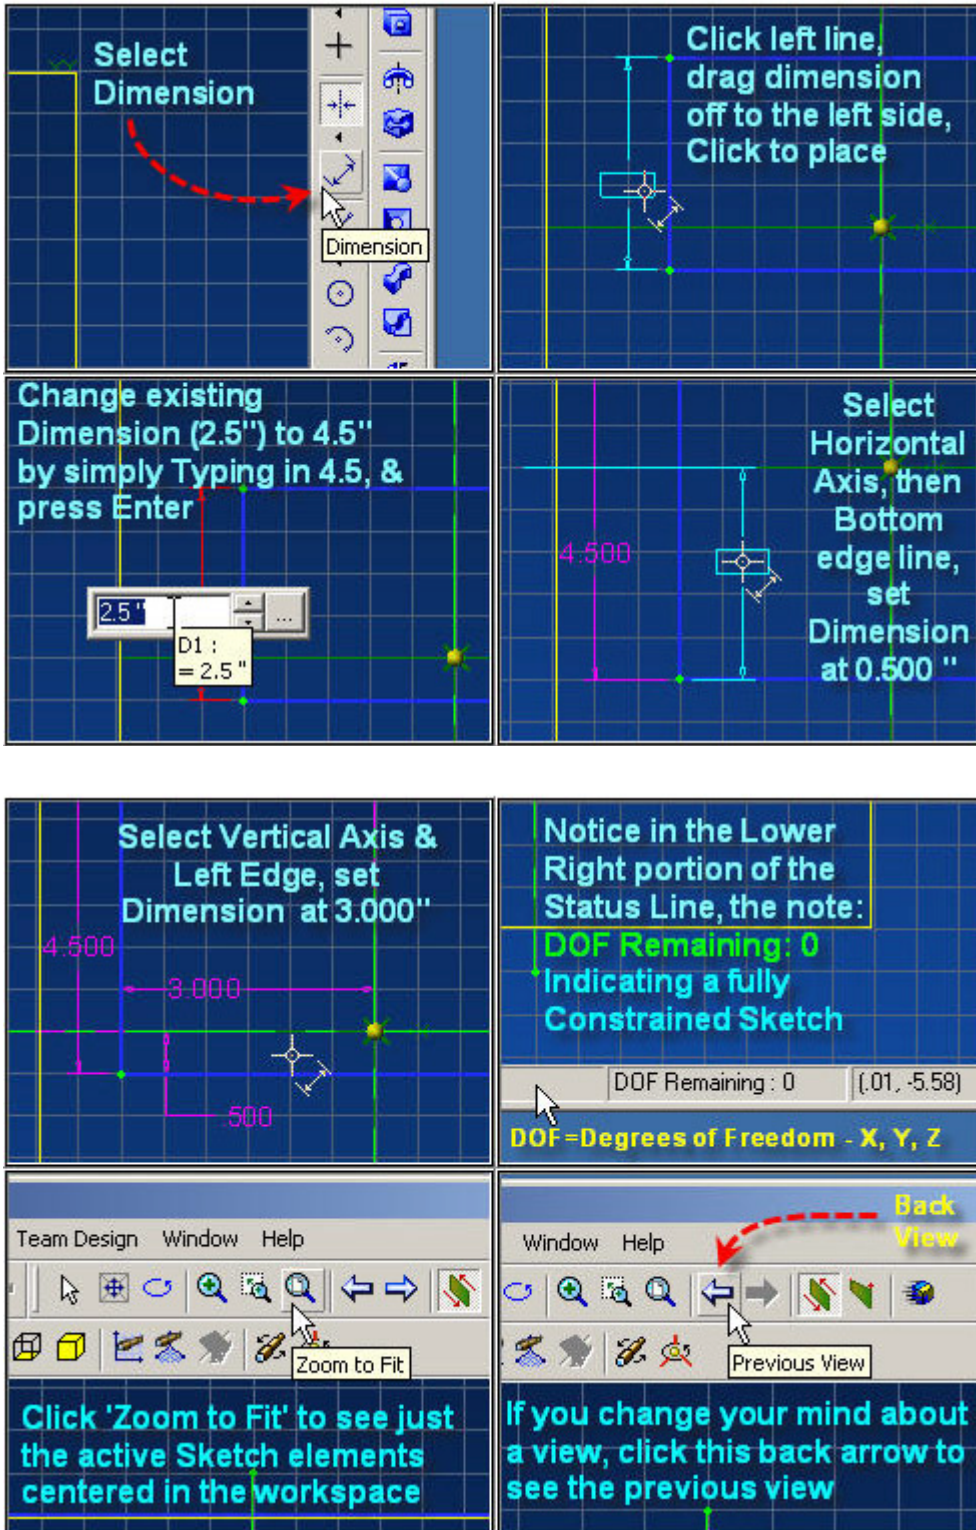 Select
Dimension
Dimension
Click left line,
drag dimension
off to the left side,
Click to place
Change existing
Dimension (2.5") to 4.5"
by simply Typing in 4.5, &
press Enter
2.5 "
...
D1 :
= 2.5 "
Select
Horizontal
Axis, then
Bottom
edge line,
set
Dimension
at 0.500 "
4.500
Select Vertical Axis &
Left Edge, set
Dimension at 3.000"
4.500
3.000
.500
Notice in the Lower
Right portion of the
Status Line, the note:
DOF Remaining: 0
Indicating a fully
Constrained Sketch
DOF Remaining : 0
(.01, -5.58)
DOF=Degrees of Freedom - X, Y, Z
Team Design Window Help
Zoom to Fit
Click 'Zoom to Fit' to see just
the active Sketch elements
centered in the workspace
Back
View
Window Help
Previous View
If you change your mind about
a view, click this back arrow to
see the previous view